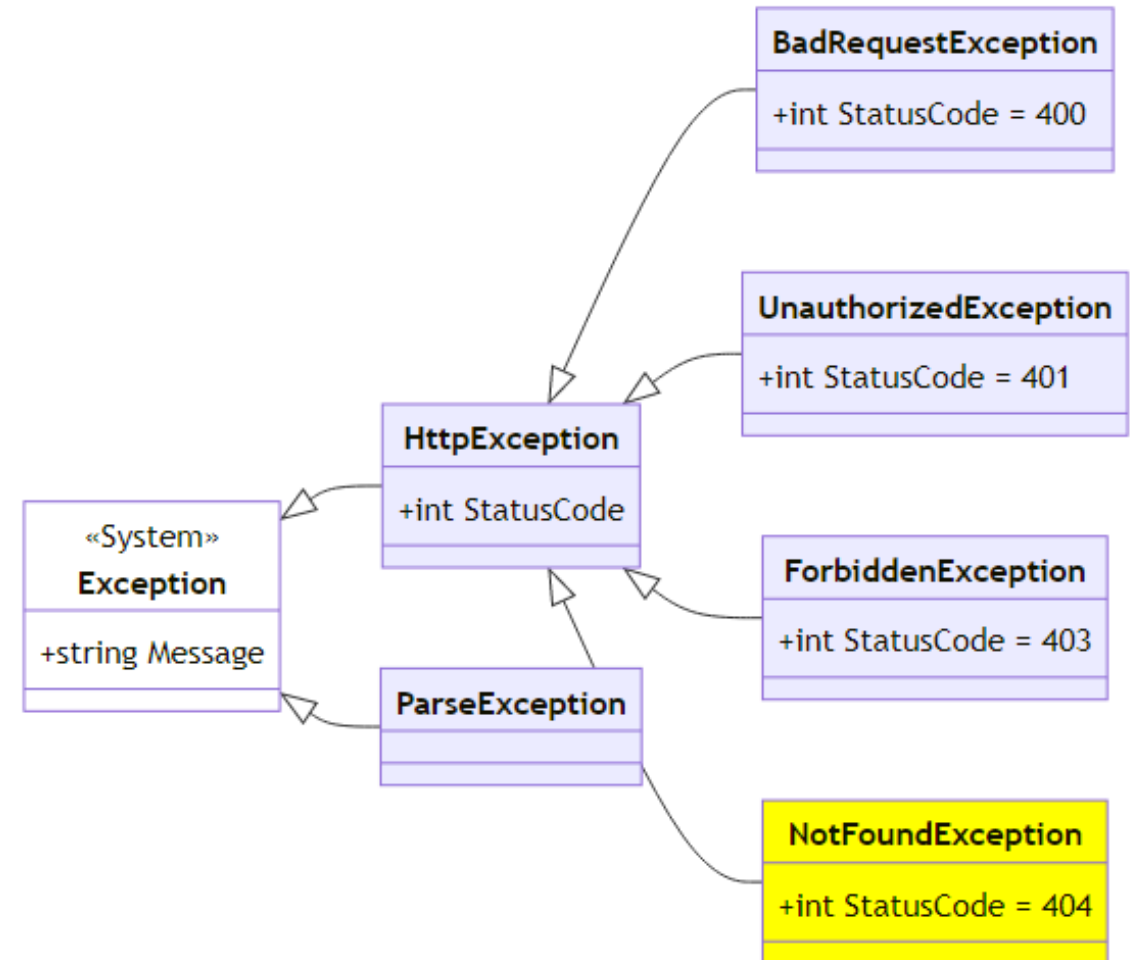 BadRequestException
+int StatusCode = 400
UnauthorizedException
+int StatusCode = 401
HttpException
+int StatusCode
«System»
Exception
+string Message
ForbiddenException
+int StatusCode = 403
ParseException
NotFoundException
+int StatusCode = 404